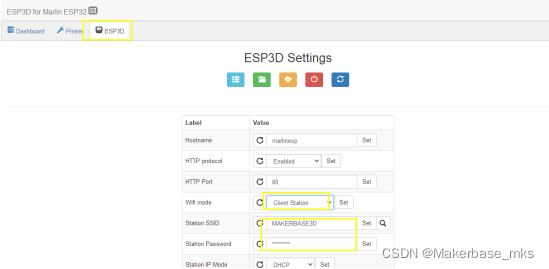 ESP3D for Marlin ESP32
Dashboard Printer ESP3D
ESP3D Settings
Label Value
Hostname marlinesp Set
HTTP protocol Enabled Set
HTTP Port 80 Set
Wifi mode Client Station Set
Station SSID MAKERBASE3D Set
Station Password ******** Set
Station IP Mode DHCP Set
CSDN @Makerbase_mks